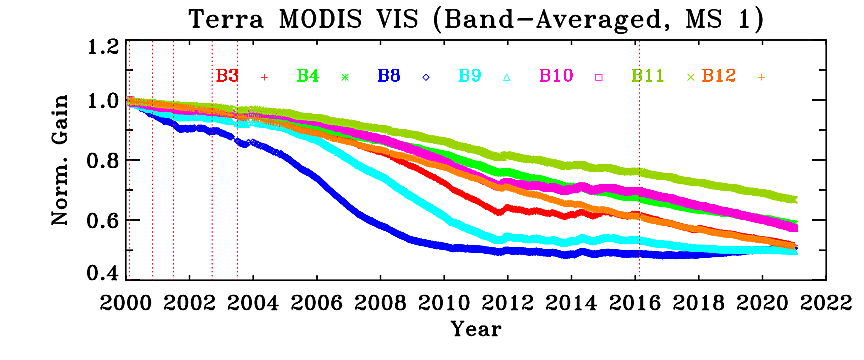 Terra MODIS VIS (Band-Averaged, MS 1)
1.2
B3 B4 B8 B9 B10 B11 B12
1.0
0.8
0.6
0.4
Norm. Gain
2000 2002 2004 2006 2008 2010 2012 2014 2016 2018 2020 2022
Year